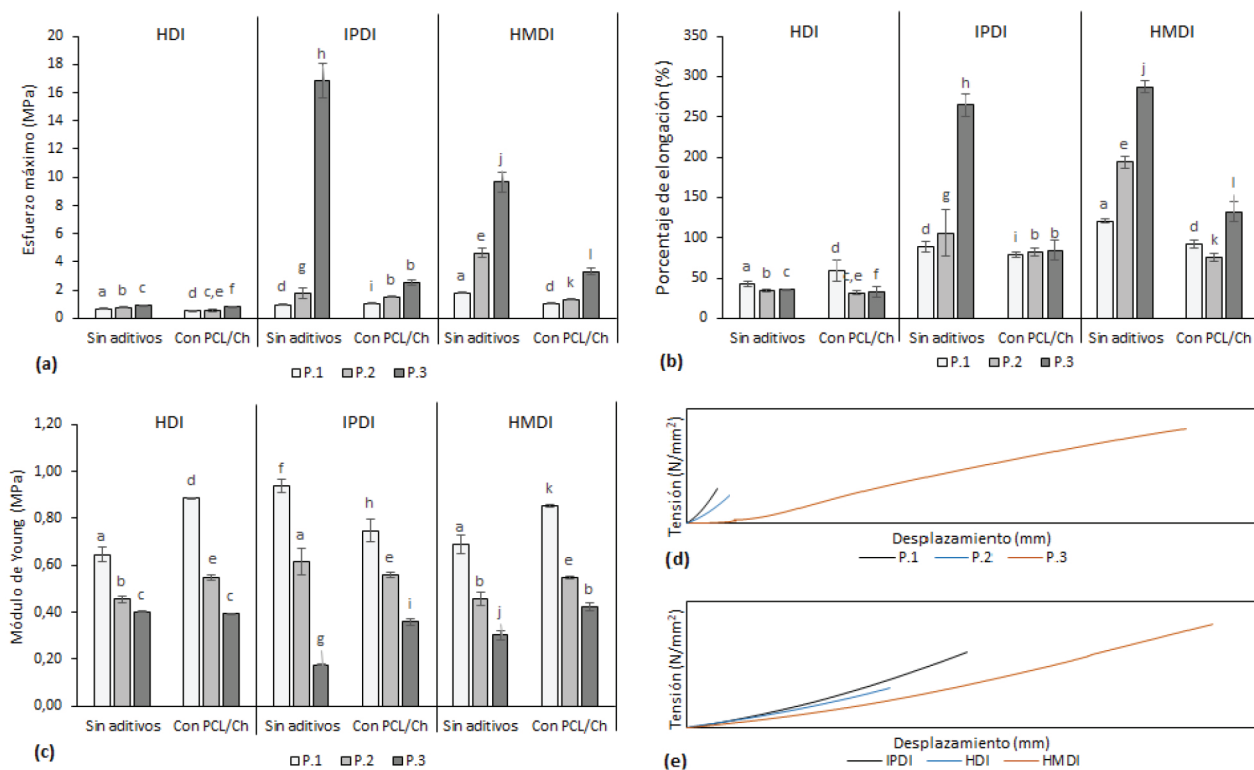 HDI
IPDI
HMDI
Esfuerzo máximo (MPa)
20
18
16
14
12
10
8
6
4
2
0
a b c
d c,e f
d g h
i b b
a e j
d k l
Sin aditivos Con PCL/Ch Sin aditivos Con PCL/Ch Sin aditivos Con PCL/Ch
(a)
P.1 P.2 P.3
HDI
IPDI
HMDI
Porcentaje de elongación (%)
350
300
250
200
150
100
50
0
a b c
d c,e f
d g h
i b b
a e j
d k l
Sin aditivos Con PCL/Ch Sin aditivos Con PCL/Ch Sin aditivos Con PCL/Ch
(b)
P.1 P.2 P.3
HDI
IPDI
HMDI
Módulo de Young (MPa)
1,20
1,00
0,80
0,60
0,40
0,20
0,00
a b c
d e c
f a g
h e i
a b j
k e b
Sin aditivos Con PCL/Ch Sin aditivos Con PCL/Ch Sin aditivos Con PCL/Ch
(c)
P.1 P.2 P.3
Tensión (N/mm²)
Desplazamiento (mm)
(d)
P.1 P.2 P.3
Tensión (N/mm²)
Desplazamiento (mm)
(e)
IPDI HDI HMDI